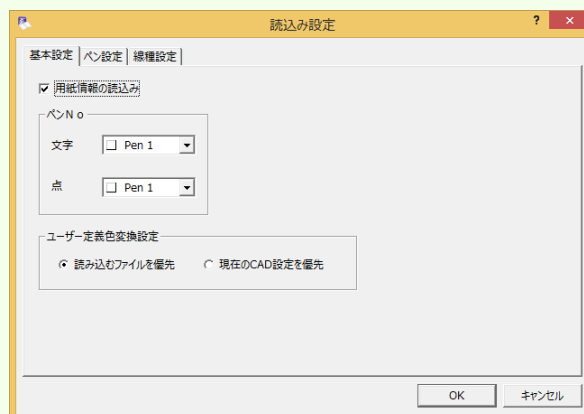 読込み設定
? ×
基本設定 ペン設定 線種設定
用紙情報の読込み
ペンNo
文字 Pen 1
点 Pen 1
ユーザー定義色変換設定
読み込むファイルを優先 現在のCAD設定を優先
OK キャンセル